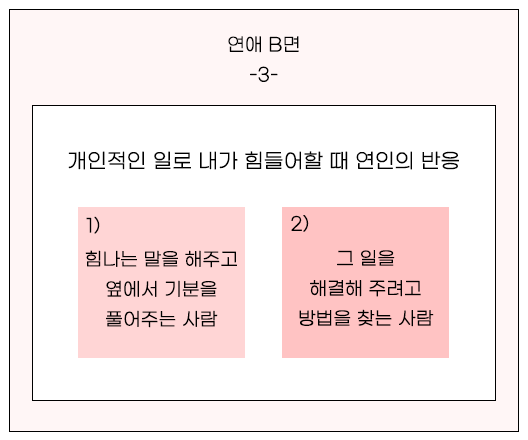 연애 B면
-3-
개인적인 일로 내가 힘들어할 때 연인의 반응
1)
힘나는 말을 해주고
옆에서 기분을
풀어주는 사람
2)
그 일을
해결해 주려고
방법을 찾는 사람